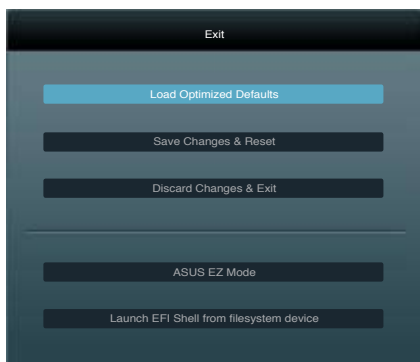 Exit
Load Optimized Defaults
Save Changes & Reset
Discard Changes & Exit
ASUS EZ Mode
Launch EFI Shell from filesystem device